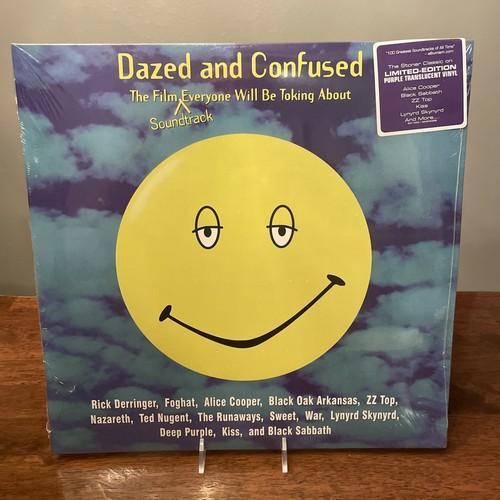 Dazed and Confused
The Film Everyone Will Be Toking About
Soundtrack
"100 Greatest Soundtracks of All Time"
The Stoner Classic on
LIMITED-EDITION
PURPLE TRANSLUCENT VINYL
Alice Cooper
Black Sabbath
ZZ Top
Kiss
Lynyrd Skynyrd
And More...
Rick Derringer, Foghat, Alice Cooper, Black Oak Arkansas, ZZ Top,
Nazareth, Ted Nugent, The Runaways, Sweet, War, Lynyrd Skynyrd,
Deep Purple, Kiss, and Black Sabbath